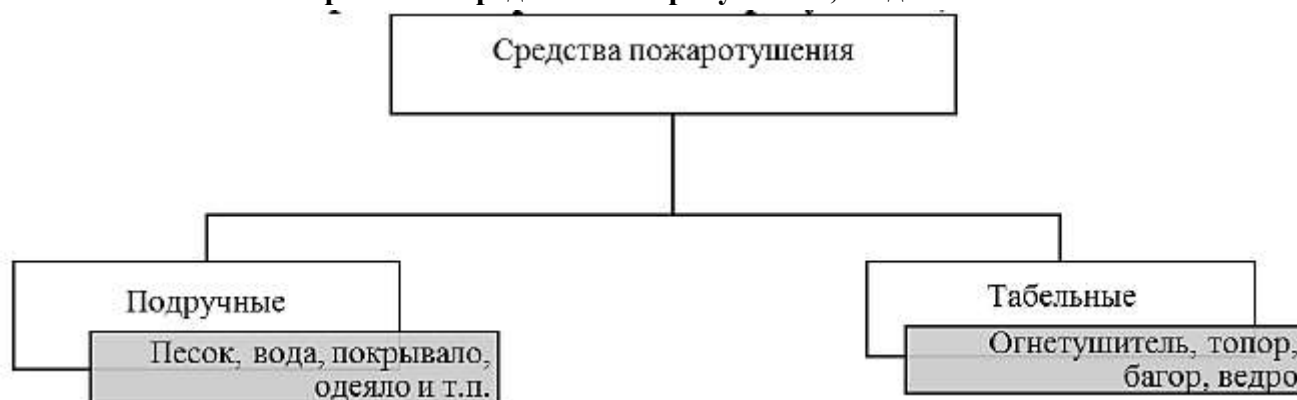 Средства пожаротушения
Подручные
Песок, вода, покрывало,
одеяло и т.п.
Табельные
Огнетушитель, топор,
багор, ведро